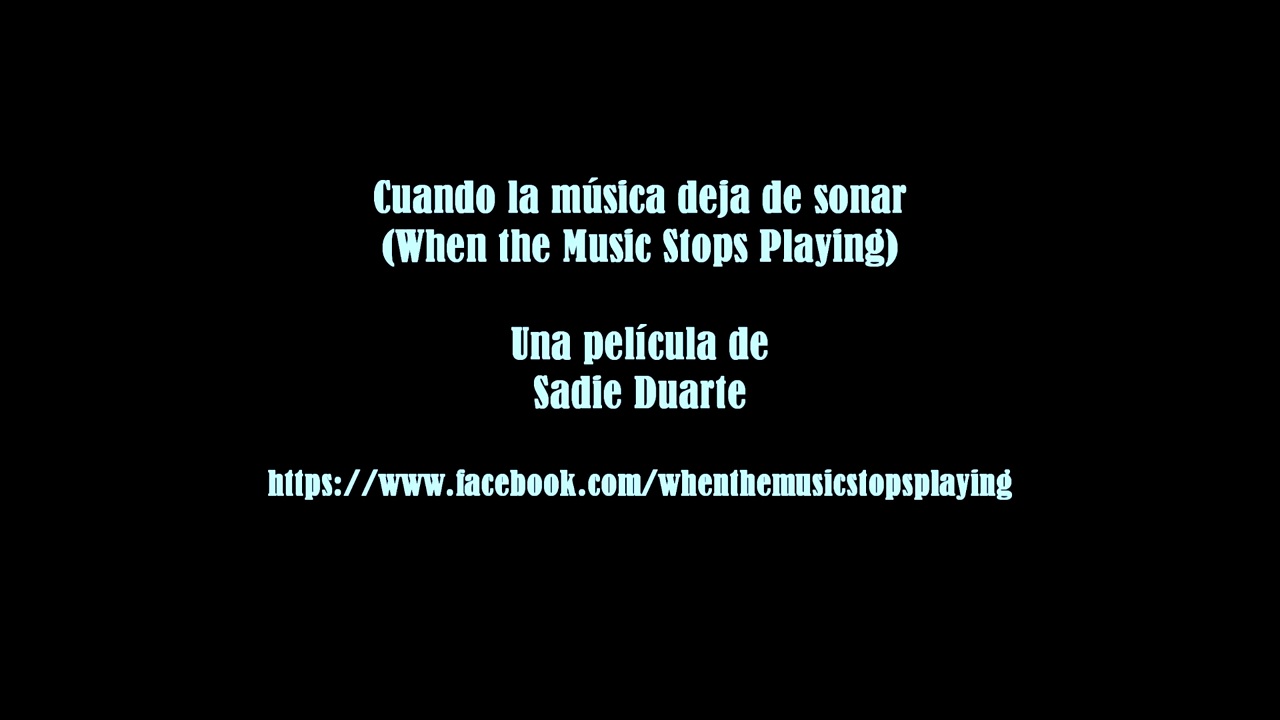 Cuando la música deja de sonar
(When the Music Stops Playing)
Una película de
Sadie Duarte
https://www.facebook.com/whenthemusicstopsplaying